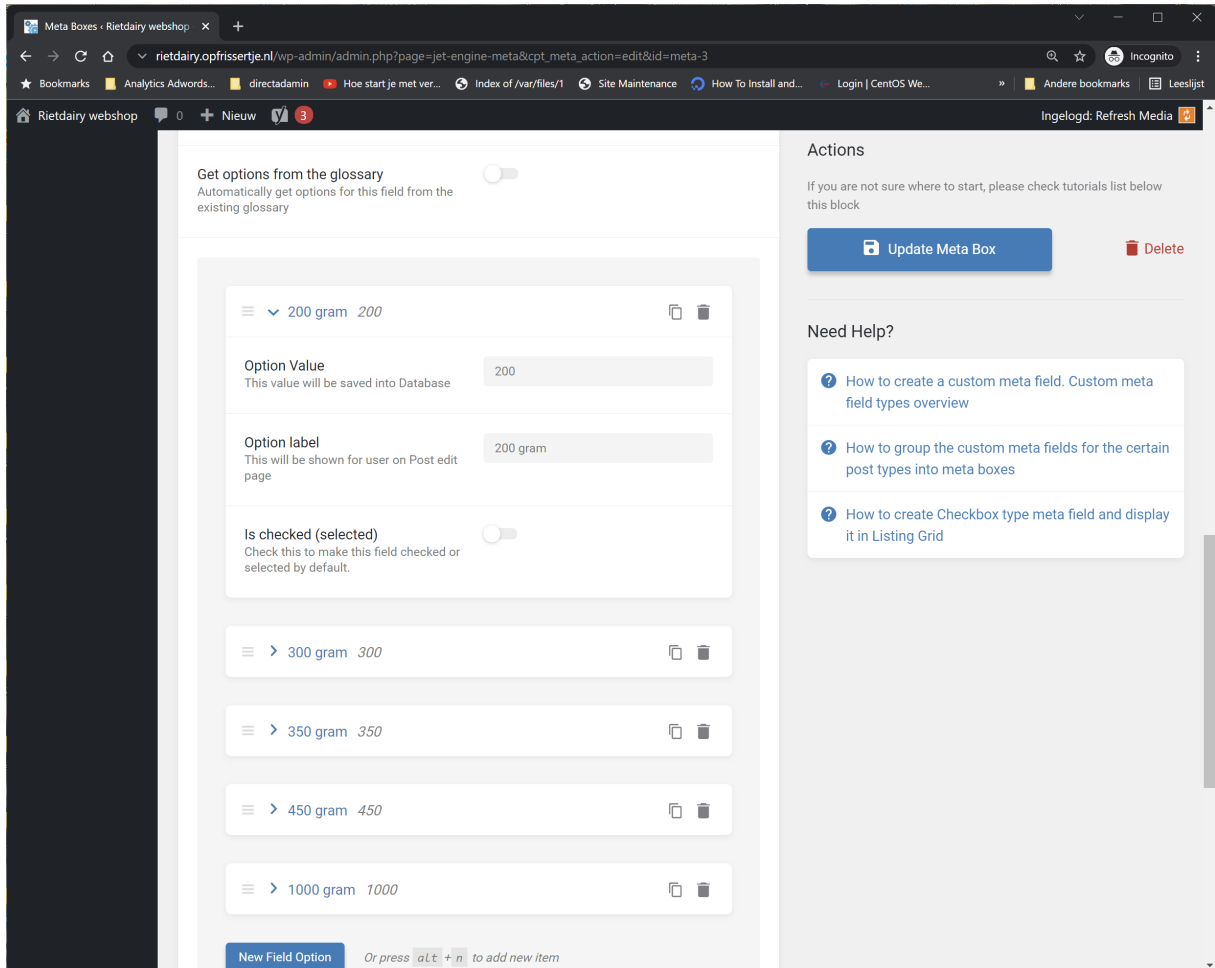 Meta Boxes ‹ Rietdairy webshop
rietdairy.opfrissertje.nl/wp-admin/admin.php?page=jet-engine-meta&cpt_meta_action=edit&id=meta-3
Incognito
Bookmarks
Analytics Adwords...
directadmin
Hoe start je met ver...
Index of /var/files/1
Site Maintenance
How To Install and...
Login | CentOS We...
»
Andere bookmarks
Leeslijst
Rietdairy webshop
0
Nieuw
3
Ingelogd: Refresh Media
Get options from the glossary
Automatically get options for this field from the
existing glossary
200 gram 200
Option Value
This value will be saved into Database
200
Option label
This will be shown for user on Post edit
page
200 gram
Is checked (selected)
Check this to make this field checked or
selected by default.
300 gram 300
350 gram 350
450 gram 450
1000 gram 1000
New Field Option
Or press alt + n to add new item
Actions
If you are not sure where to start, please check tutorials list below
this block
Update Meta Box
Delete
Need Help?
How to create a custom meta field. Custom meta
field types overview
How to group the custom meta fields for the certain
post types into meta boxes
How to create Checkbox type meta field and display
it in Listing Grid